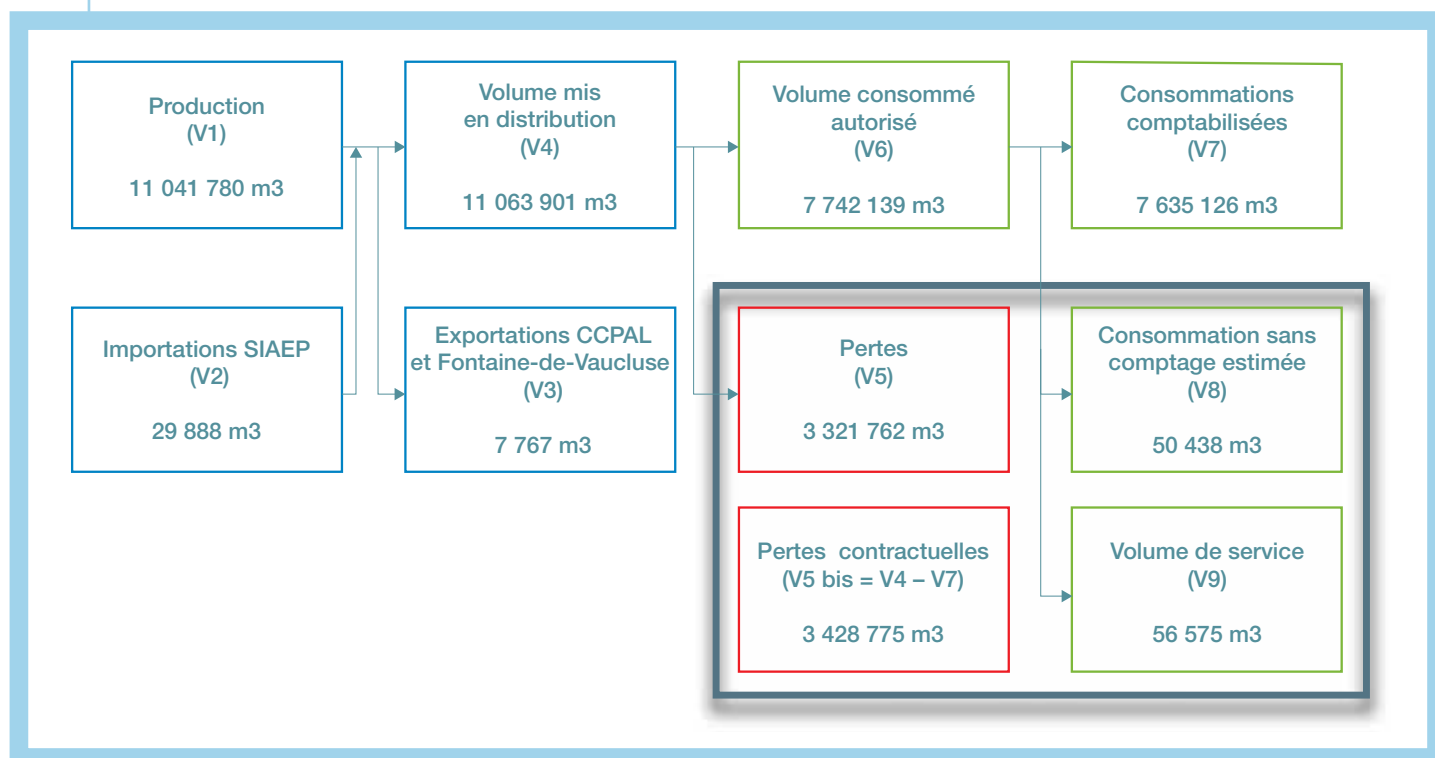 Production
(V1)
11 041 780 m3
Volume mis
en distribution
(V4)
11 063 901 m3
Volume consommé
autorisé
(V6)
7 742 139 m3
Consommations
comptabilisées
(V7)
7 635 126 m3
Importations SIAEP
(V2)
29 888 m3
Exportations CCPAL
et Fontaine-de-Vaucluse
(V3)
7 767 m3
Pertes
(V5)
3 321 762 m3
Consommation sans
comptage estimée
(V8)
50 438 m3
Pertes contractuelles
(V5 bis = V4 – V7)
3 428 775 m3
Volume de service
(V9)
56 575 m3